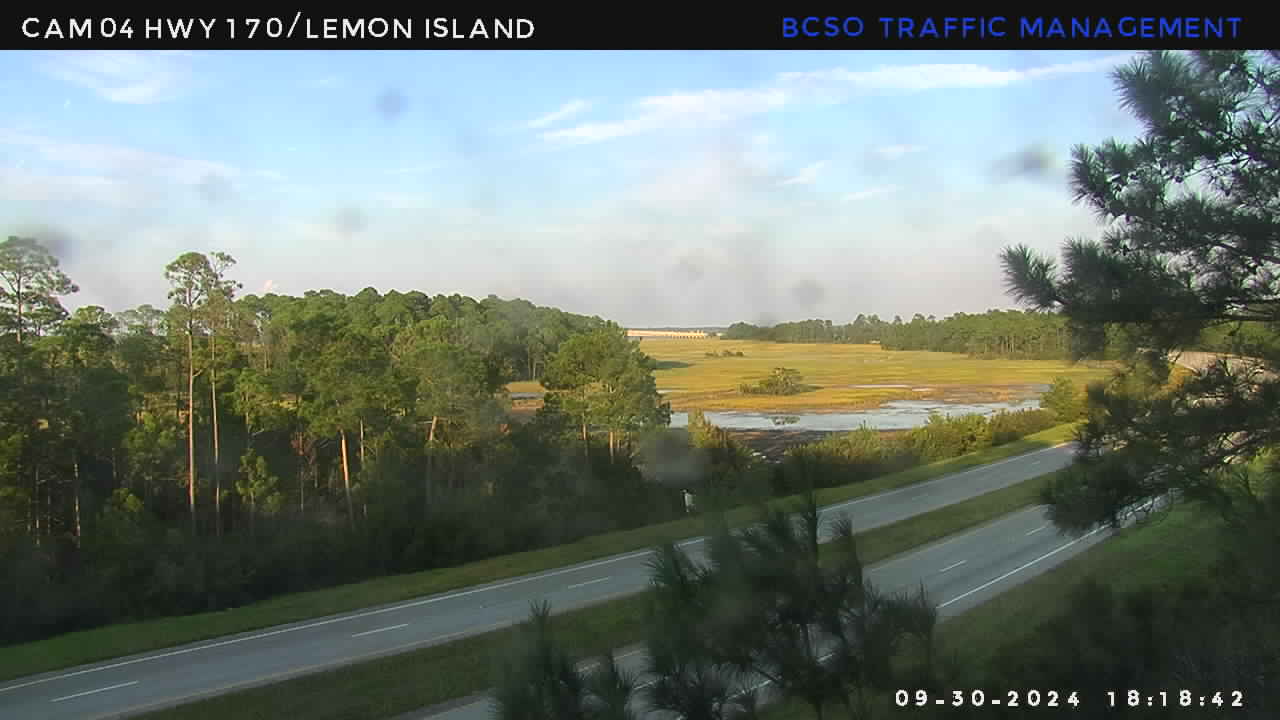 CAM04 HWY170/LEMON ISLAND
BCSO TRAFFIC MANAGEMENT
09-30-2024 18:18:42